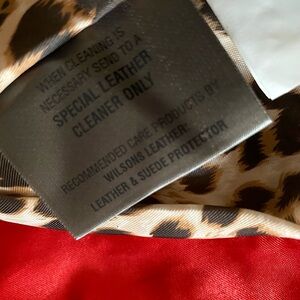 WHEN CLEANING IS
NECESSARY SEND TO A
SPECIAL LEATHER
CLEANER ONLY
RECOMMENDED CARE PRODUCTS BY
WILSONS LEATHER:
LEATHER & SUEDE PROTECTOR